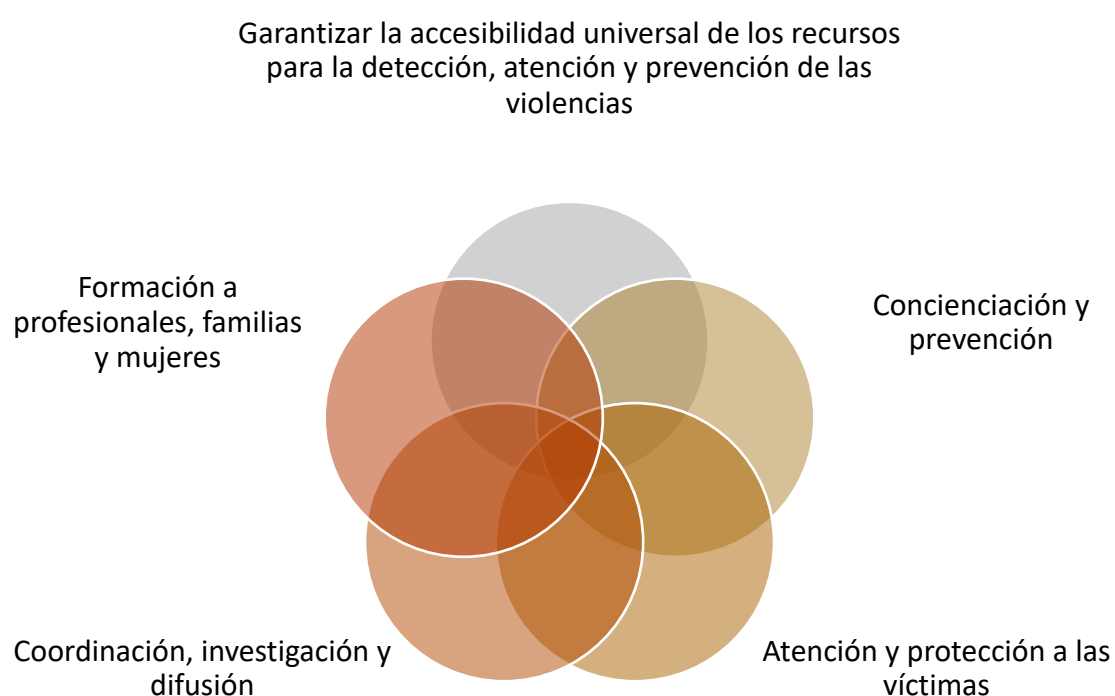 Garantizar la accesibilidad universal de los recursos
para la detección, atención y prevención de las
violencias
Formación a
profesionales, familias
y mujeres
Concienciación y
prevención
Coordinación, investigación y
difusión
Atención y protección a las
víctimas